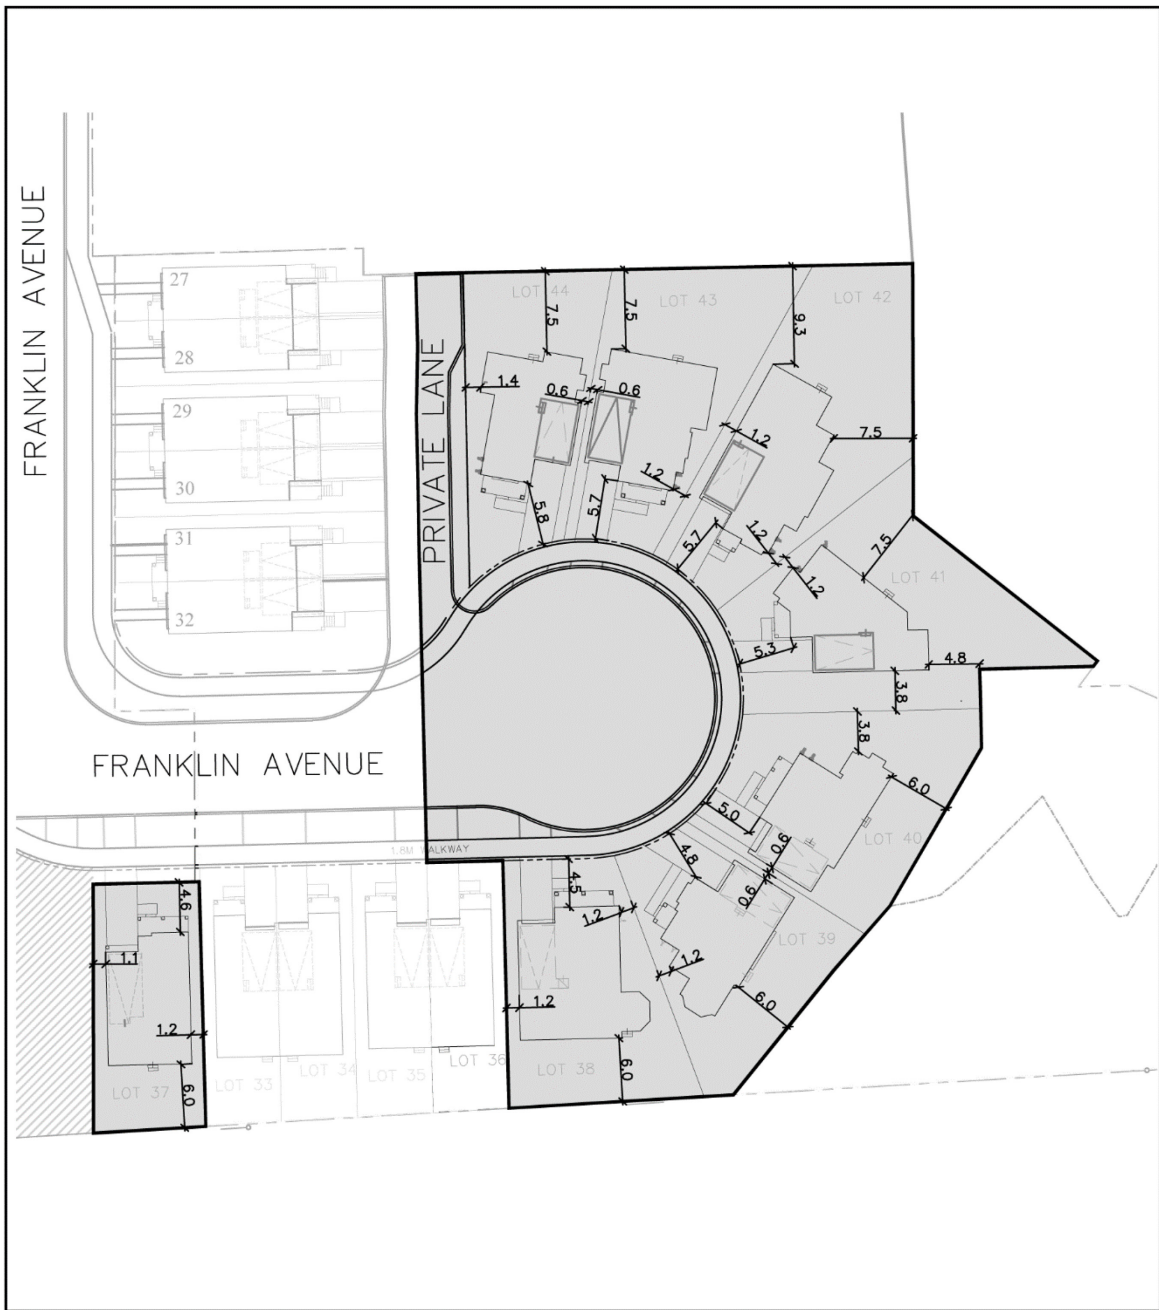 FRANKLIN AVENUE
27
28
29
30
31
32
PRIVATE LANE
FRANKLIN AVENUE
1.8M WALKWAY
LOT 44
LOT 43
LOT 42
7.5
7.5
9.3
1.4
0.6
0.6
1.2
7.5
1.2
5.8
5.7
5.7
1.2
1.2
7.5
LOT 41
5.3
4.8
3.8
3.8
6.0
5.0
0.6
LOT 40
4.8
0.6
4.5
1.2
LOT 39
1.2
6.0
1.2
LOT 38
6.0
4.6
1.1
1.2
LOT 37
6.0
LOT 33
LOT 34
LOT 35
LOT 36